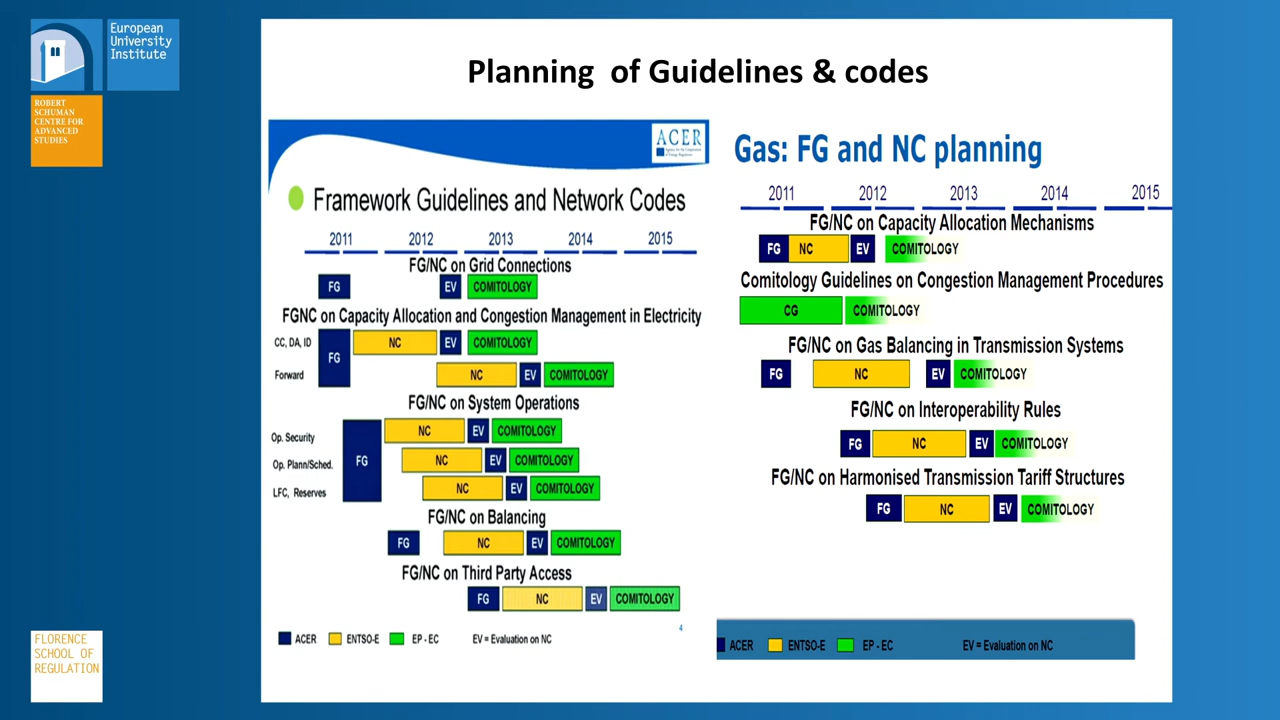 European
University
Institute
ROBERT
SCHUMAN
CENTRE FOR
ADVANCED
STUDIES
FLORENCE
SCHOOL OF
REGULATION
Planning of Guidelines & codes
ACER
Framework Guidelines and Network Codes
2011 2012 2013 2014 2015
FG/NC on Grid Connections
FG EV COMITOLOGY
FGNC on Capacity Allocation and Congestion Management in Electricity
CC, DA, ID FG NC EV COMITOLOGY
Forward NC EV COMITOLOGY
FG/NC on System Operations
Op. Security NC EV COMITOLOGY
Op. Plann/Sched. FG NC EV COMITOLOGY
LFC, Reserves NC EV COMITOLOGY
FG/NC on Balancing
FG NC EV COMITOLOGY
FG/NC on Third Party Access
FG NC EV COMITOLOGY
4
ACER ENTSO-E EP - EC EV = Evaluation on NC
Gas: FG and NC planning
2011 2012 2013 2014 2015
FG/NC on Capacity Allocation Mechanisms
FG NC EV COMITOLOGY
Comitology Guidelines on Congestion Management Procedures
CG COMITOLOGY
FG/NC on Gas Balancing in Transmission Systems
FG NC EV COMITOLOGY
FG/NC on Interoperability Rules
FG NC EV COMITOLOGY
FG/NC on Harmonised Transmission Tariff Structures
FG NC EV COMITOLOGY
ACER ENTSO-E EP - EC EV = Evaluation on NC